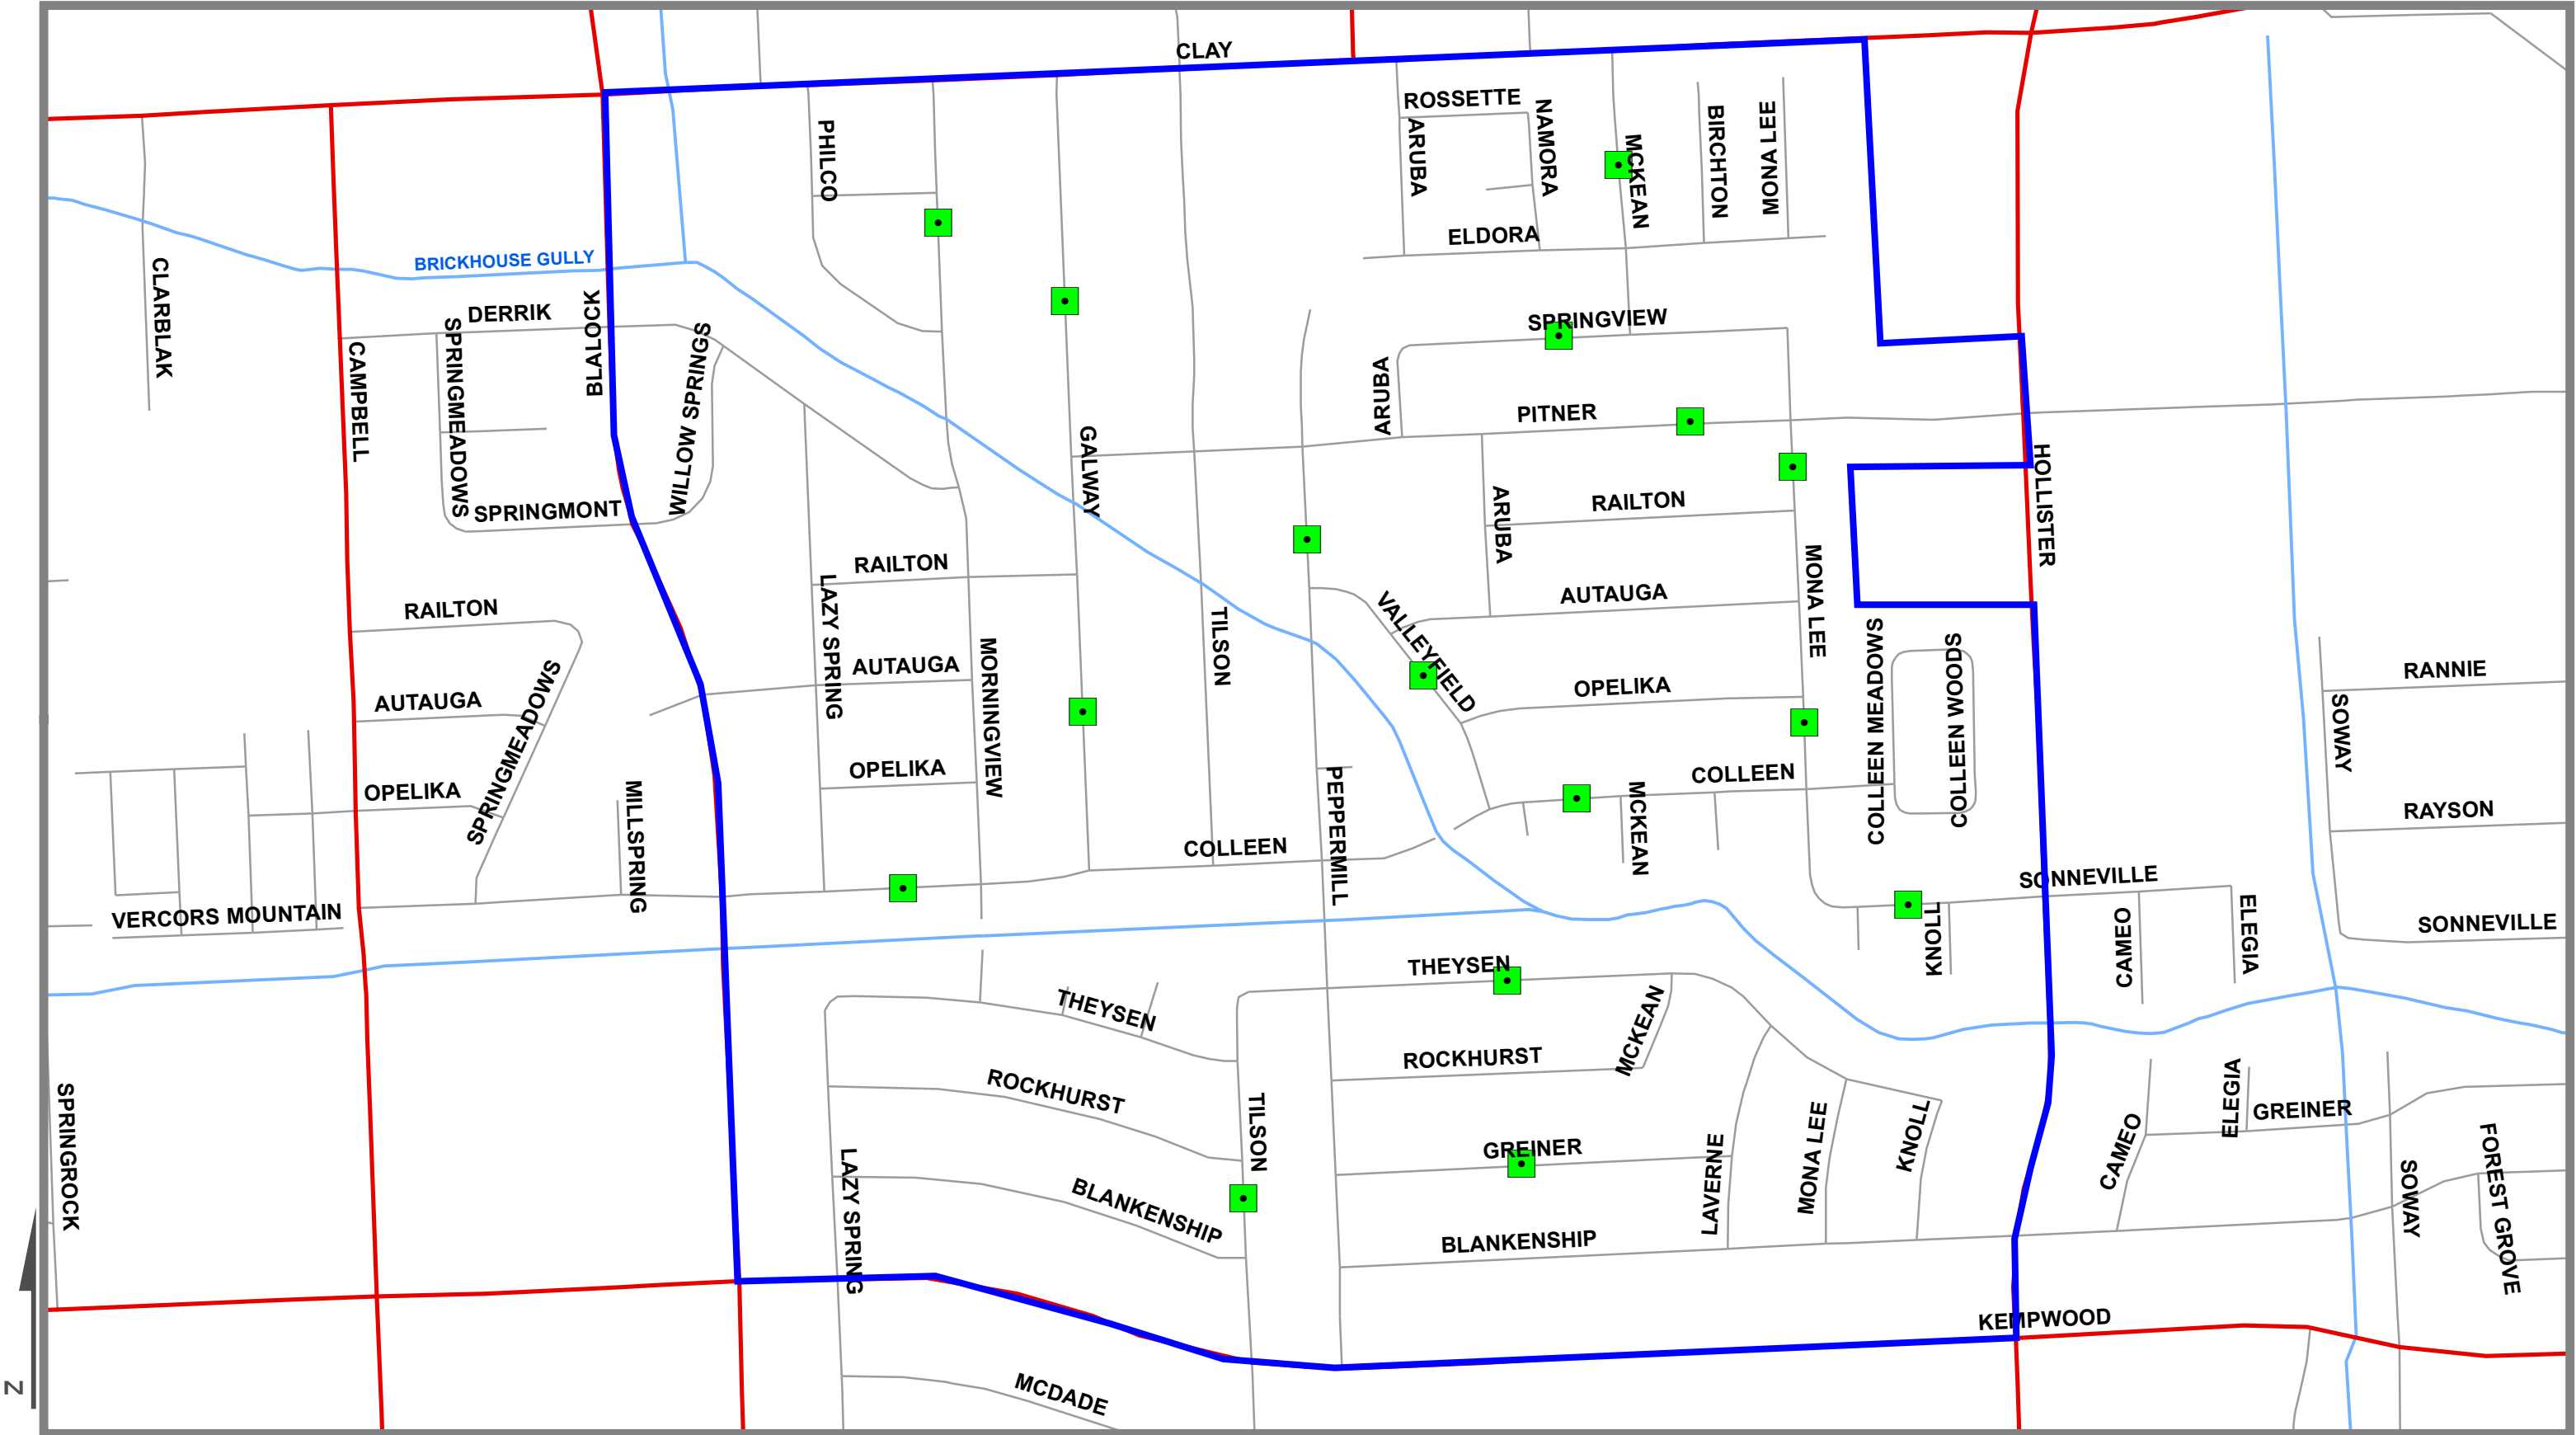 CLAY
ROSSETTE
PHILCO
ARUBA
NAMORA
MCKEAN
BIRCHTON
MONA LEE
ELDORA
BRICKHOUSE GULLY
CLARBLAK
DERRIK
BLALOCK
SPRINGMEADOWS
WILLOW SPRINGS
CAMPBELL
SPRINGVIEW
ARUBA
PITNER
GALWAY
HOLLISTER
SPRINGMONT
ARUBA
RAILTON
RAILTON
LAZY SPRING
MONA LEE
RAILTON
AUTAUGA
VALLEYFIELD
TILSON
COLLEEN MEADOWS
COLLEEN WOODS
MORNINGVIEW
AUTAUGA
RANNIE
AUTAUGA
SPRINGMEADOWS
OPELIKA
SOWAY
OPELIKA
OPELIKA
MILLSPRING
PEPPERMILL
COLLEEN
MCKEAN
RAYSON
COLLEEN
SONNEVILLE
VERCORS MOUNTAIN
KNOLL
CAMEO
ELEGIA
SONNEVILLE
THEYSEN
THEYSEN
MCKEAN
ROCKHURST
ROCKHURST
SPRINGROCK
TILSON
ELEGIA
GREINER
KNOLL
MONA LEE
CAMEO
LAVERNE
GREINER
FOREST GROVE
LAZY SPRING
BLANKENSHIP
BLANKENSHIP
SOWAY
KEMPWOOD
MCDADE
Z